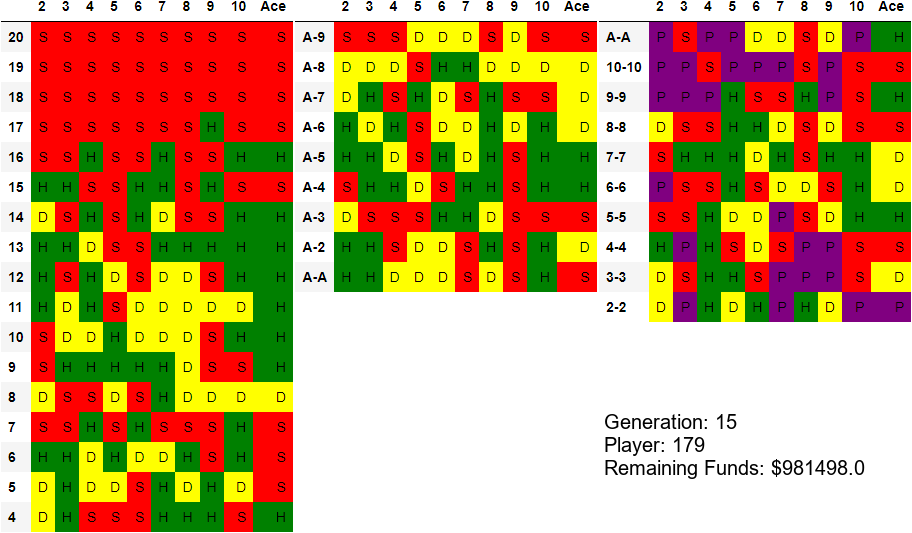 2 3 4 5 6 7 8 9 10 Ace
20 S S S S S S S S S S
19 S S S S S S S S S S
18 S S S S S S S S S S
17 S S S S S S S H S S
16 S S H S S H S S H H
15 H H S S H H S H S S
14 D S H S H D S S H H
13 H H D S S H H H H H
12 H S H D S D D S H H
11 H D H S D D D D D H
10 S D D H D D D S H H
9 S H H H H H D S S H
8 D S S D S H D D D D
7 S S H S H S S S H S
6 H H D H D D H S H S
5 D H D D S H D H D S
4 D H S S S H H H S H
2 3 4 5 6 7 8 9 10 Ace
A-9 S S S D D D S D S S
A-8 D D D S H H D D D D
A-7 D H S H D S H S S D
A-6 H D H S D D H D H D
A-5 H H D S H D H S H H
A-4 S H H D S H H S H H
A-3 D S S S H H D S S S
A-2 H H S D D S H S H D
A-A H H D D D S D S H S
2 3 4 5 6 7 8 9 10 Ace
A-A P S P P D D S D P H
10-10 P P S P P P S P S S
9-9 P P P H S S H P S H
8-8 D S S H H D S D S S
7-7 S H H H D H S H H D
6-6 P S S H S D D S H D
5-5 S S H D D P S D H H
4-4 H P H S D S P P S S
3-3 D S H H S P P P S D
2-2 D P H D H P H D P P
Generation: 15
Player: 179
Remaining Funds: $981498.0